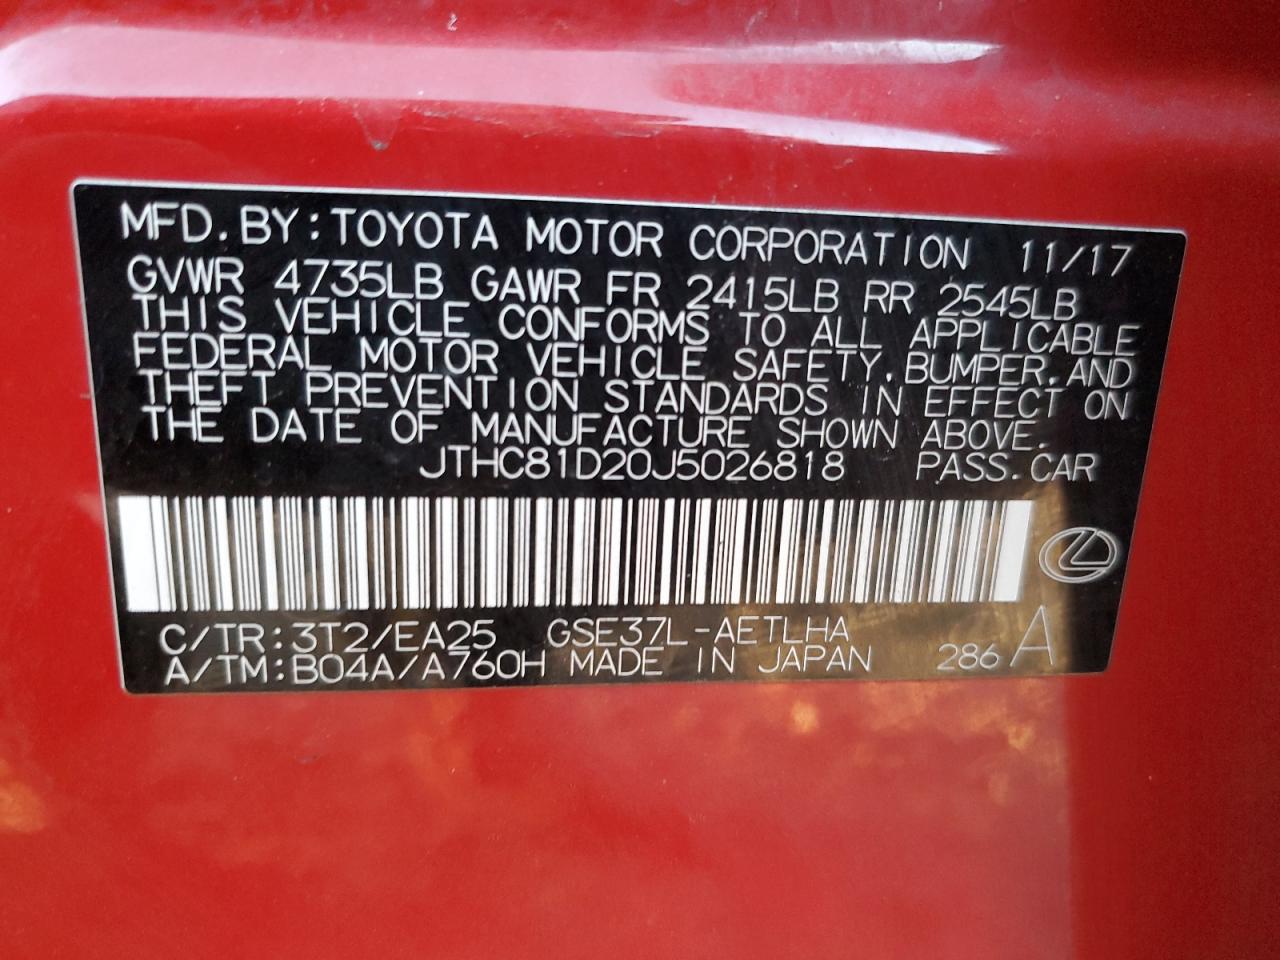 MFD. BY: TOYOTA MOTOR CORPORATION 11/17
GVWR 4735LB GAWR FR 2415LB RR 2545LB
THIS VEHICLE CONFORMS TO ALL APPLICABLE
FEDERAL MOTOR VEHICLE SAFETY, BUMPER, AND
THEFT PREVENTION STANDARDS IN EFFECT ON
THE DATE OF MANUFACTURE SHOWN ABOVE.
JTHC81D20J5026818 PASS. CAR
C/TR: 3T2/EA25 GSE37L-AETLHA
A/TM: B04A/A760H MADE IN JAPAN 286 A